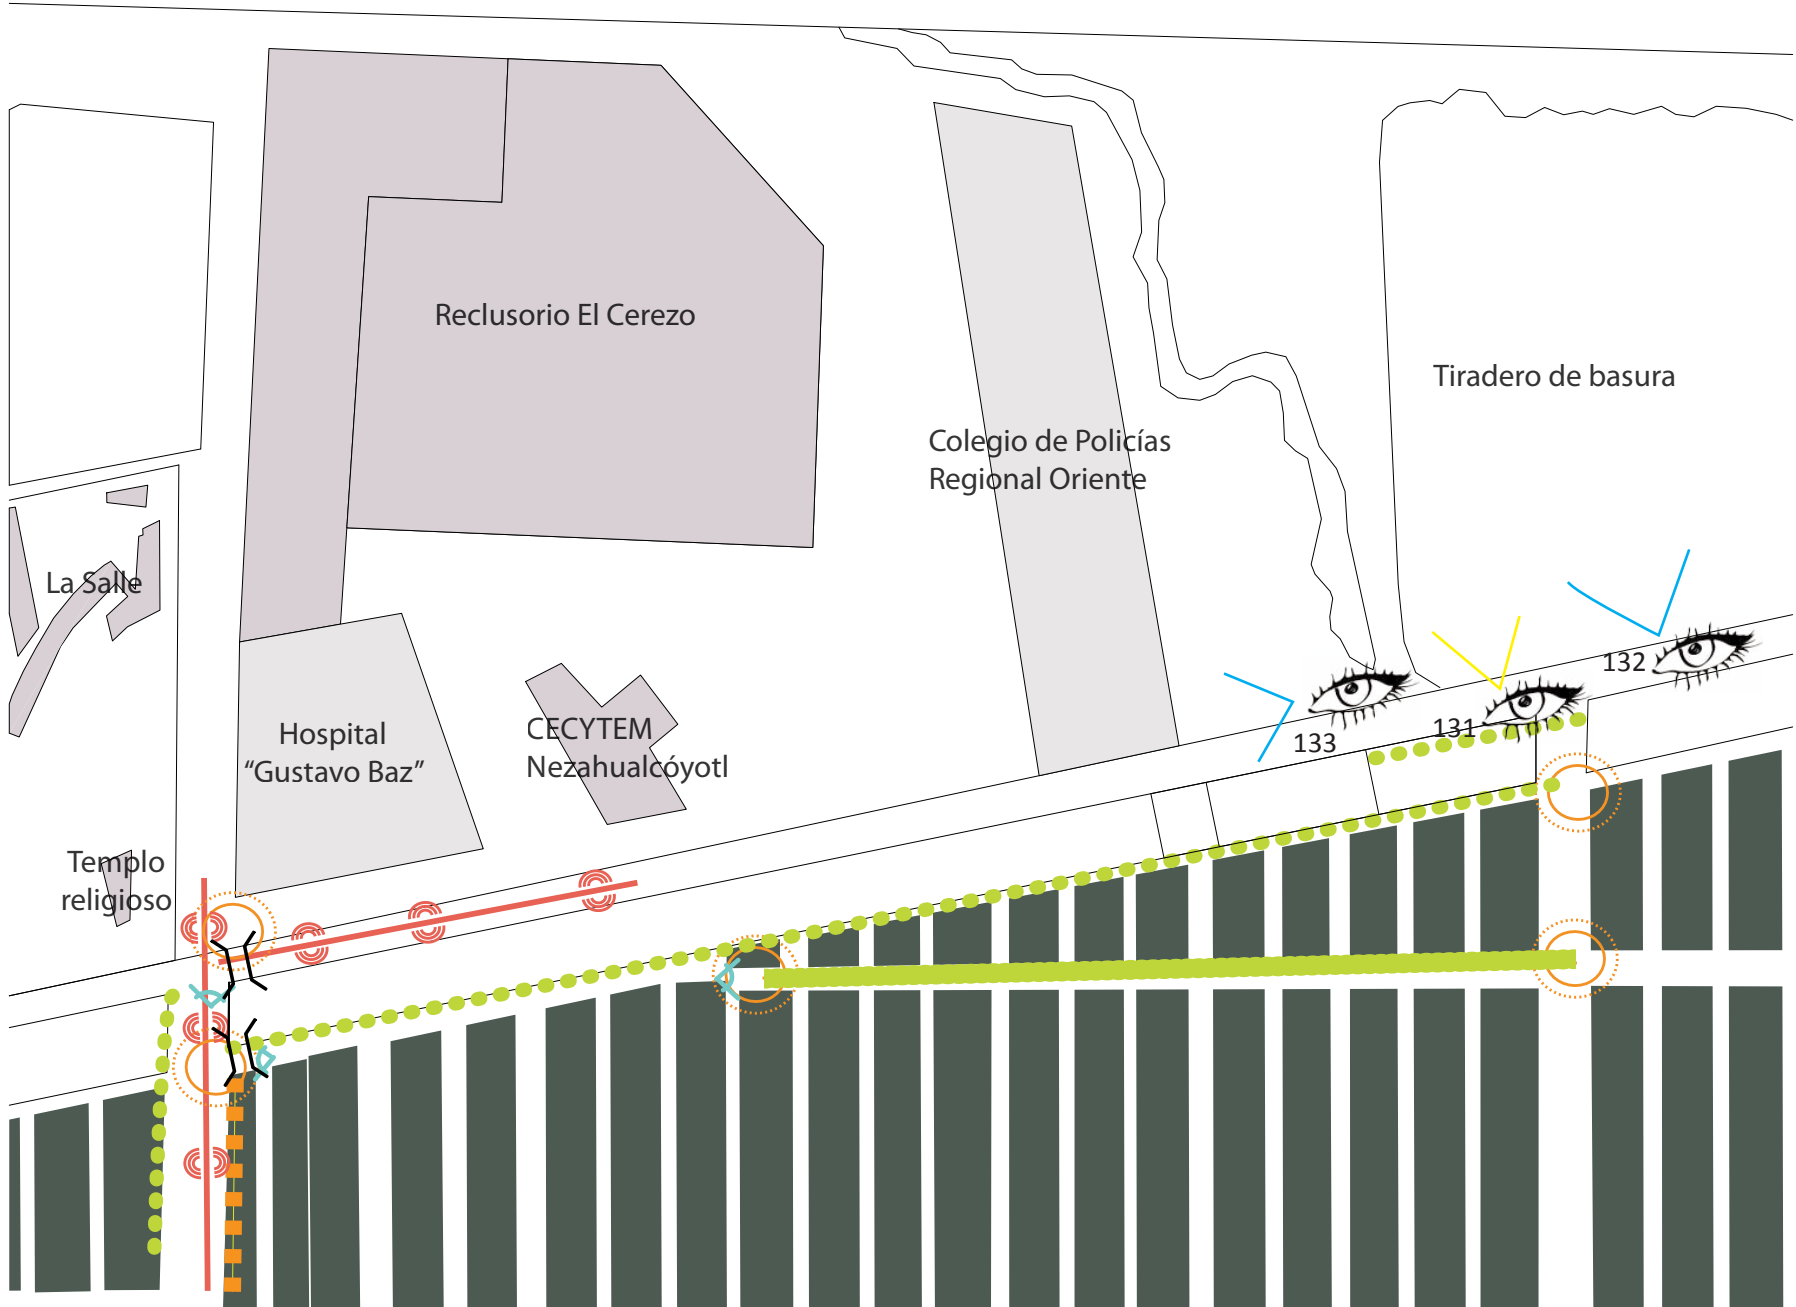 Reclusorio El Cerezo
Tiradero de basura
Colegio de Policías
Regional Oriente
La Salle
132
131
133
Hospital
“Gustavo Baz”
CECYTEM
Nezahualcóyotl
Templo
religioso